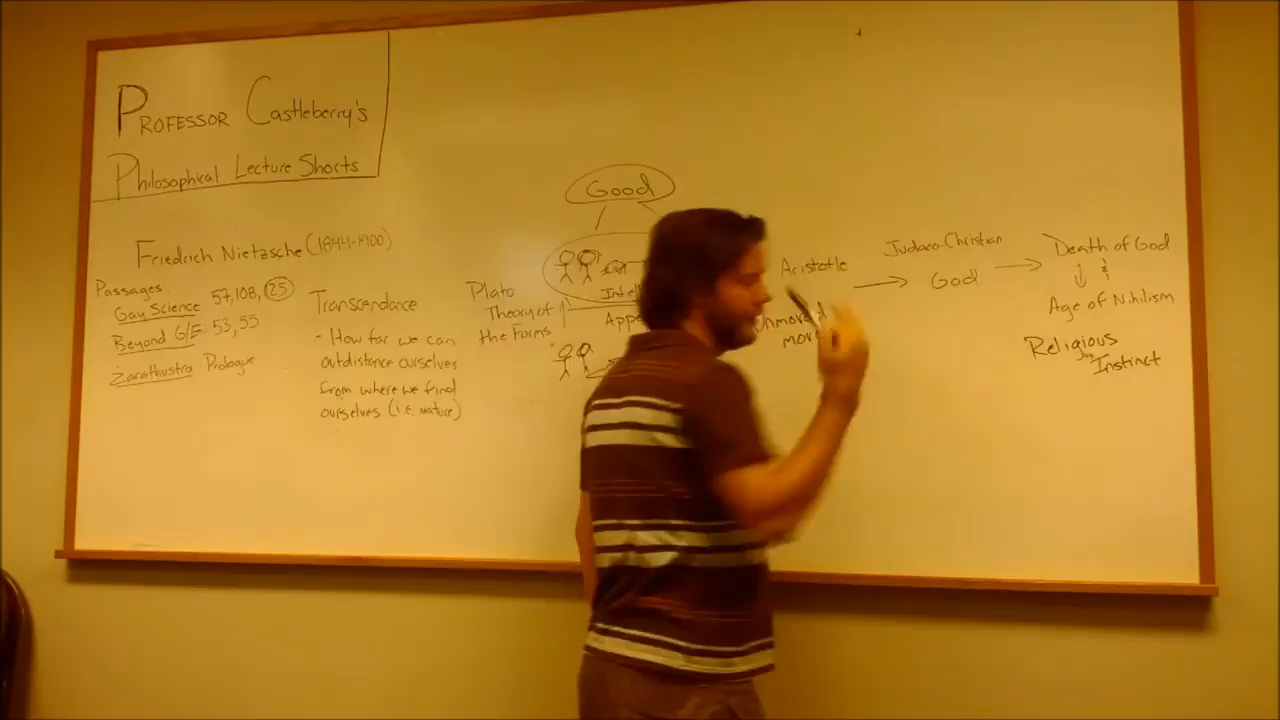 PROFESSOR Castleberry's
Philosophical Lecture Shorts
Friedrich Nietzsche (1844-1900)
Passages
Gay Science 57, 108, 125
Beyond G/E: 53, 55
Zarathustra Prologue
Transcendance
- How far we can
outdistance ourselves
from where we find
ourselves (i.e. nature)
Plato
Theory of
the Forms
Good
Aristotle
Unmoved
Judaeo-Christian
God
Death of God
Age of Nihilism
Religious
Instinct